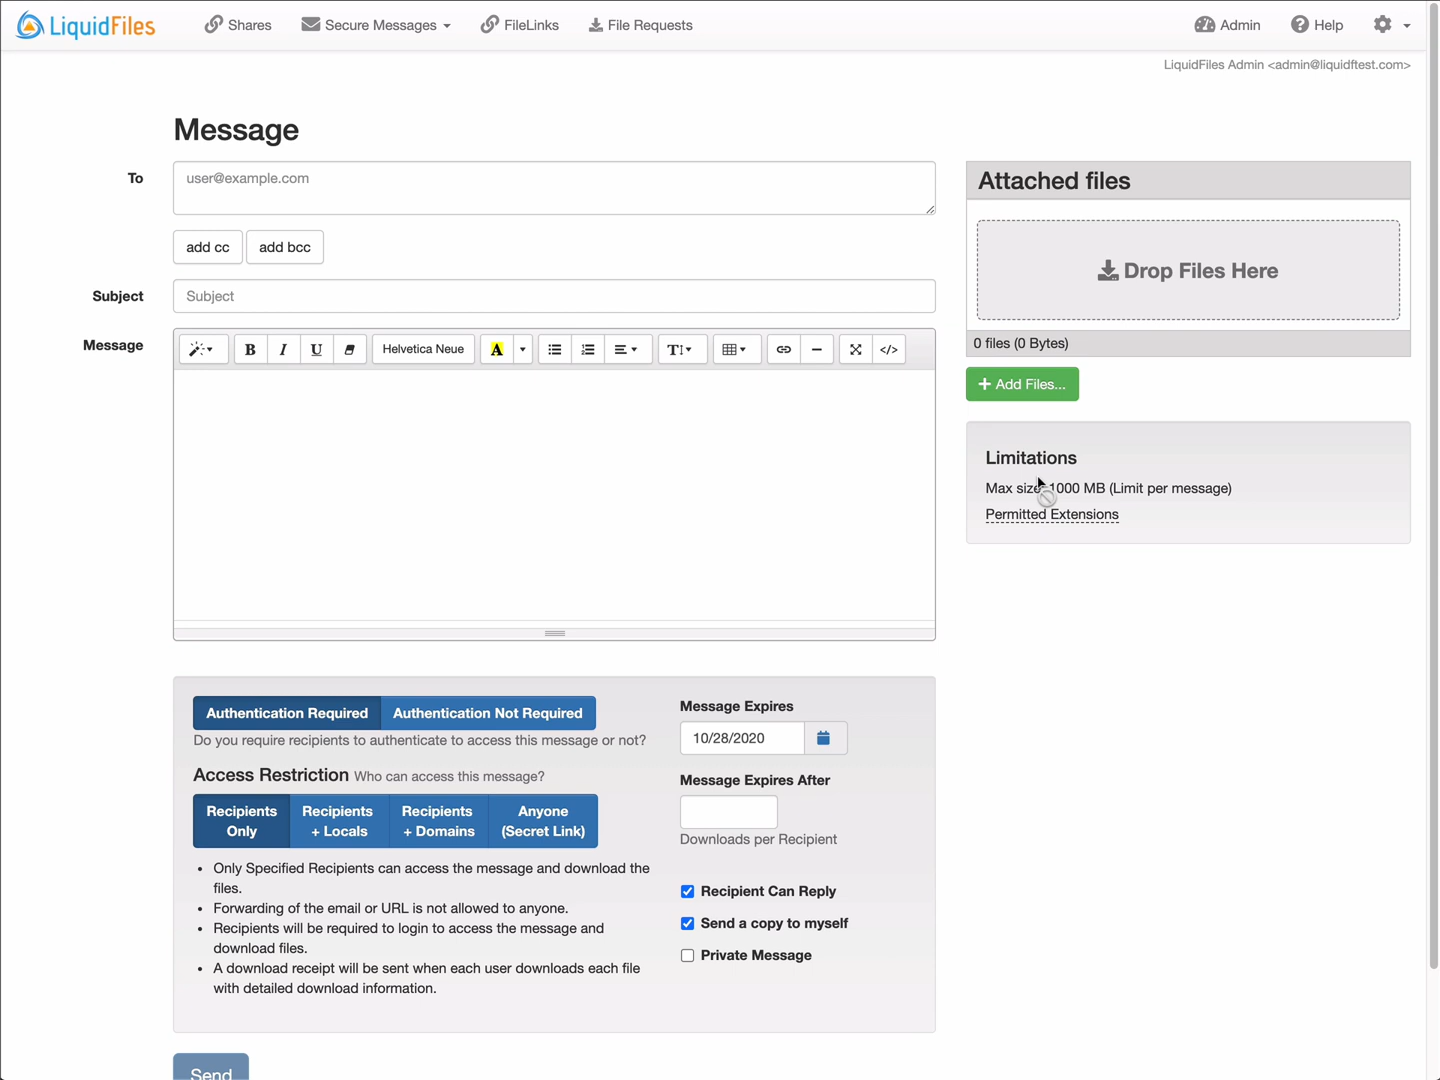 LiquidFiles
Shares
Secure Messages
FileLinks
File Requests
Admin
Help
LiquidFiles Admin <admin@liquidftest.com>
Message
To
user@example.com
add cc
add bcc
Subject
Subject
Message
B I U
Helvetica Neue
A
T
</>
Attached files
Drop Files Here
0 files (0 Bytes)
+ Add Files...
Limitations
Max size: 1000 MB (Limit per message)
Permitted Extensions
Authentication Required
Authentication Not Required
Do you require recipients to authenticate to access this message or not?
Access Restriction Who can access this message?
Recipients
Only
Recipients
+ Locals
Recipients
+ Domains
Anyone
(Secret Link)
• Only Specified Recipients can access the message and download the
files.
• Forwarding of the email or URL is not allowed to anyone.
• Recipients will be required to login to access the message and
download files.
• A download receipt will be sent when each user downloads each file
with detailed download information.
Message Expires
10/28/2020
Message Expires After
Downloads per Recipient
Recipient Can Reply
Send a copy to myself
Private Message
Send